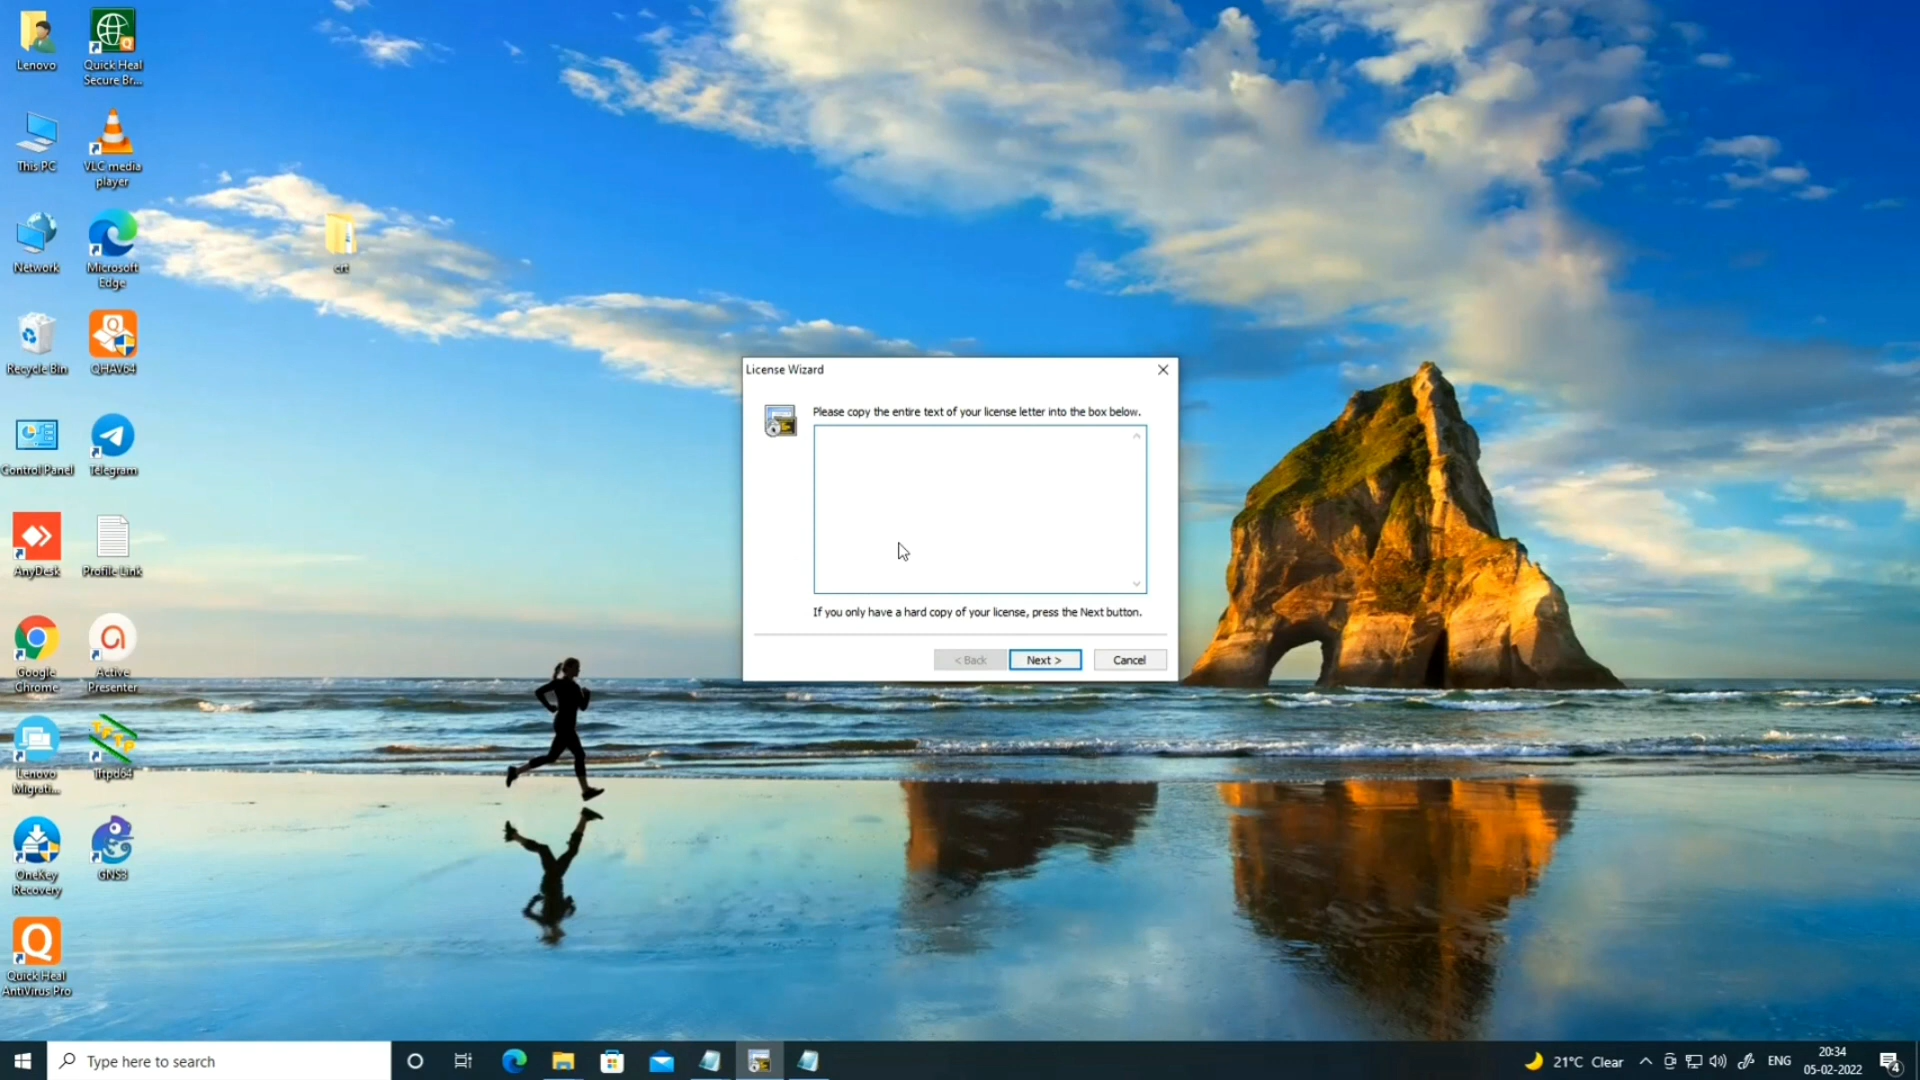 Lenovo
Quick Heal
Secure Br...
This PC
VLC media
player
Network
Microsoft
Edge
crt
Recycle Bin
QHAV64
Control Panel
Telegram
AnyDesk
Profile Link
Google
Chrome
Active
Presenter
Lenovo
Migrati...
Tftpd64
OneKey
Recovery
GNS3
Quick Heal
AntiVirus Pro
License Wizard
Please copy the entire text of your license letter into the box below.
If you only have a hard copy of your license, press the Next button.
< Back
Next >
Cancel
Type here to search
21°C Clear
ENG
20:34
05-02-2022
4